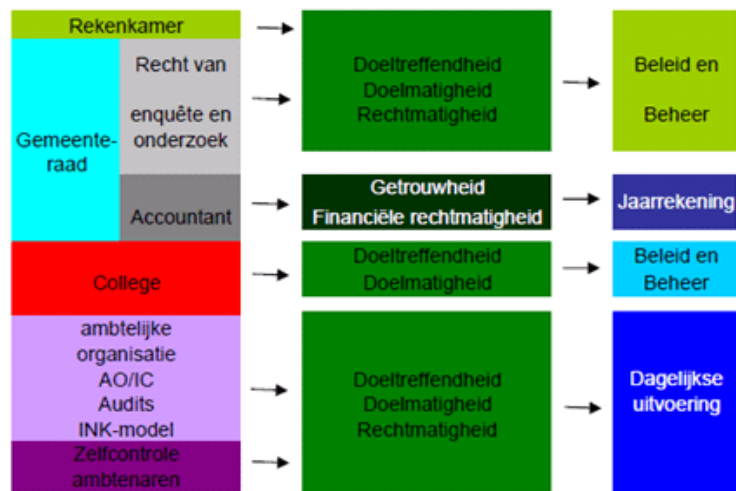 Rekenkamer
Gemeente-
raad
Recht van
enquête en
onderzoek
Accountant
Doeltreffendheid
Doelmatigheid
Rechtmatigheid
Beleid en
Beheer
Getrouwheid
Financiële rechtmatigheid
Jaarrekening
College
Doeltreffendheid
Doelmatigheid
Beleid en
Beheer
ambtelijke
organisatie
AO/IC
Audits
INK-model
Zelfcontrole
ambtenaren
Doeltreffendheid
Doelmatigheid
Rechtmatigheid
Dagelijkse
uitvoering